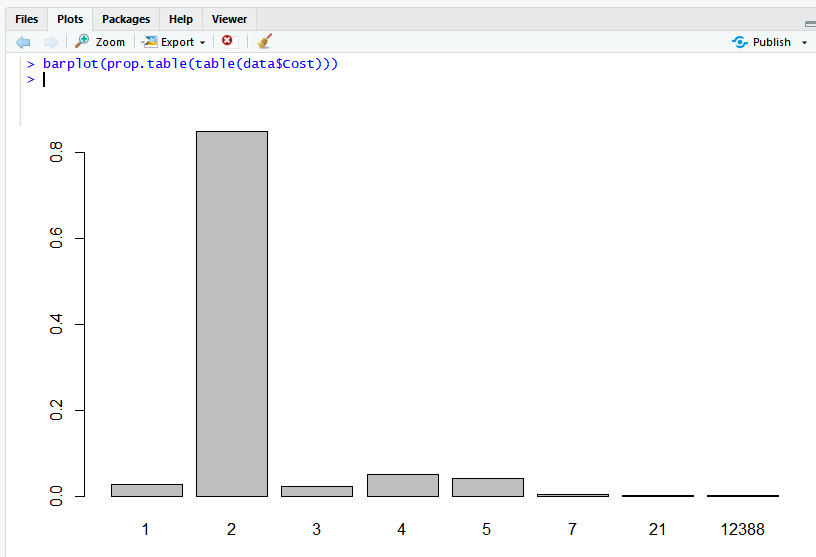 Files Plots Packages Help Viewer
Zoom Export Publish
> barplot(prop.table(table(data$Cost)))
>
0.8
0.6
0.4
0.2
0.0
1 2 3 4 5 7 21 12388